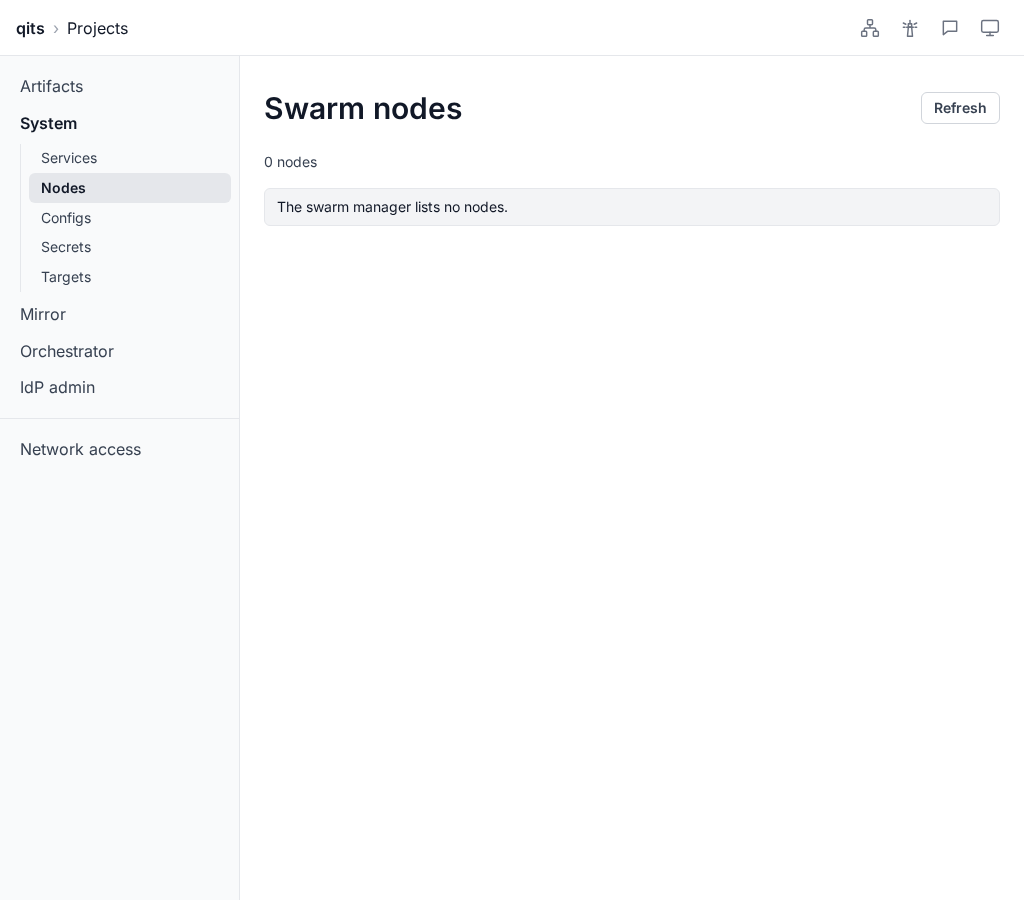 qits › Projects
Artifacts
System
Services
Nodes
Configs
Secrets
Targets
Mirror
Orchestrator
IdP admin
Network access
Swarm nodes
Refresh
0 nodes
The swarm manager lists no nodes.